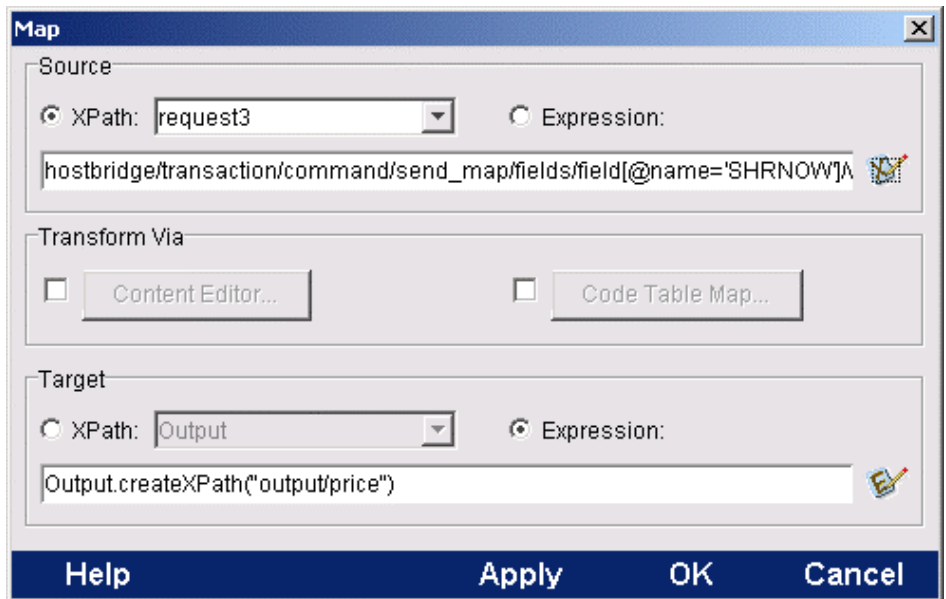 Map
Source
XPath: request3 Expression:
hostbridge/transaction/command/send_map/fields/field[@name='SHRNOW']
Transform Via
Content Editor... Code Table Map...
Target
XPath: Output Expression:
Output.createXPath("output/price")
Help Apply OK Cancel